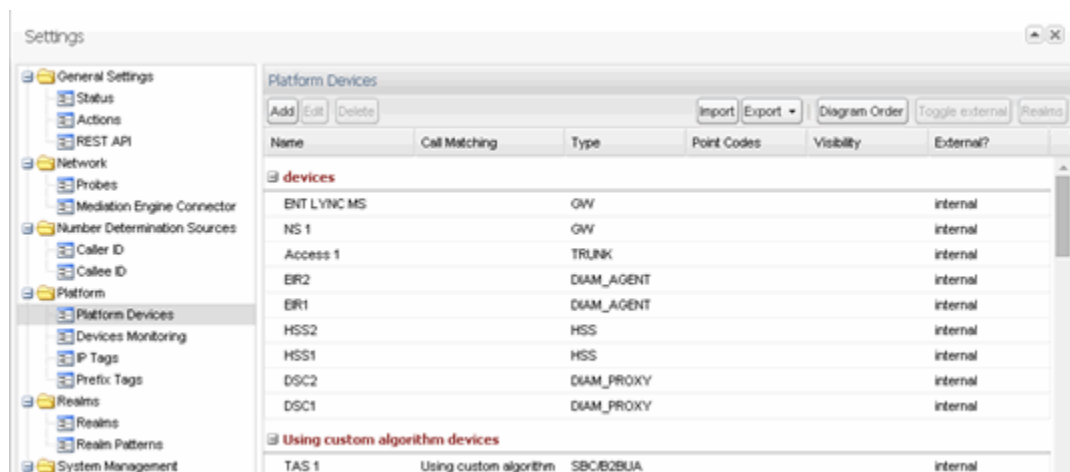 Settings
General Settings
Status
Actions
REST API
Network
Probes
Mediation Engine Connector
Number Determination Sources
Caller ID
Callee ID
Platform
Platform Devices
Devices Monitoring
IP Tags
Prefix Tags
Realms
Realms
Realm Patterns
System Management
Platform Devices
Add Edit Delete Import Export Diagram Order Toggle external Realms
Name Call Matching Type Point Codes Visibility External?
devices
ENT LYNC MS GW internal
NS 1 GW internal
Access 1 TRUNK internal
EIR2 DIAM_AGENT internal
EIR1 DIAM_AGENT internal
HSS2 HSS internal
HSS1 HSS internal
DSC2 DIAM_PROXY internal
DSC1 DIAM_PROXY internal
Using custom algorithm devices
TAS 1 Using custom algorithm SBC/B2BUA internal